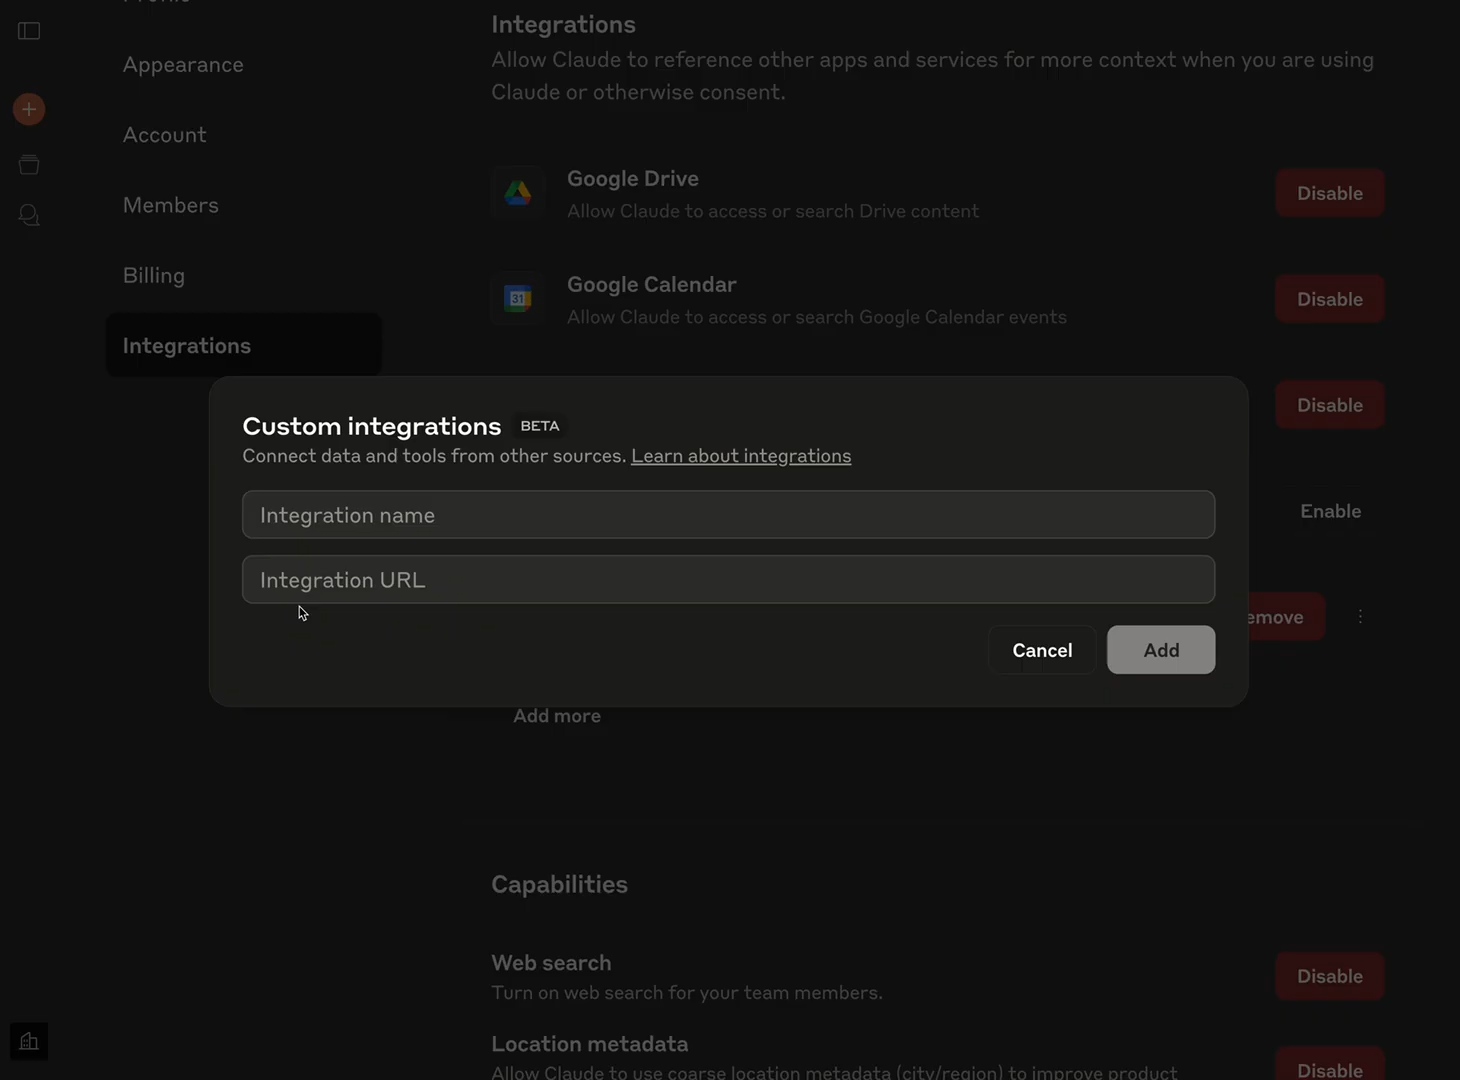 Appearance
Account
Members
Billing
Integrations
Integrations
Allow Claude to reference other apps and services for more context when you are using
Claude or otherwise consent.
Google Drive
Allow Claude to access or search Drive content
Disable
31
Google Calendar
Allow Claude to access or search Google Calendar events
Disable
Disable
Enable
emove
Custom integrations BETA
Connect data and tools from other sources. Learn about integrations
Integration name
Integration URL
Cancel
Add
Add more
Capabilities
Web search
Turn on web search for your team members.
Disable
Location metadata
Allow Claude to use coarse location metadata (city/region) to improve product
Disable